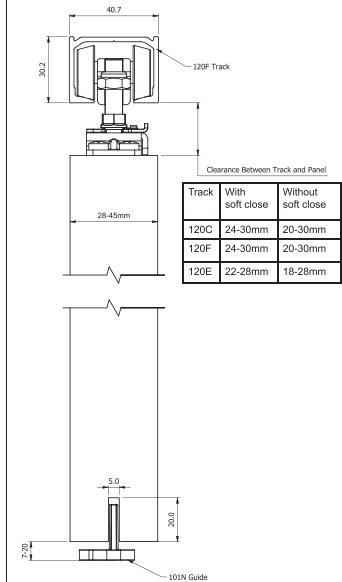 40.7
30.2
120F Track
Clearance Between Track and Panel
Track With soft close Without soft close
120C 24-30mm 20-30mm
120F 24-30mm 20-30mm
120E 22-28mm 18-28mm
28-45mm
5.0
20.0
7-20
101N Guide